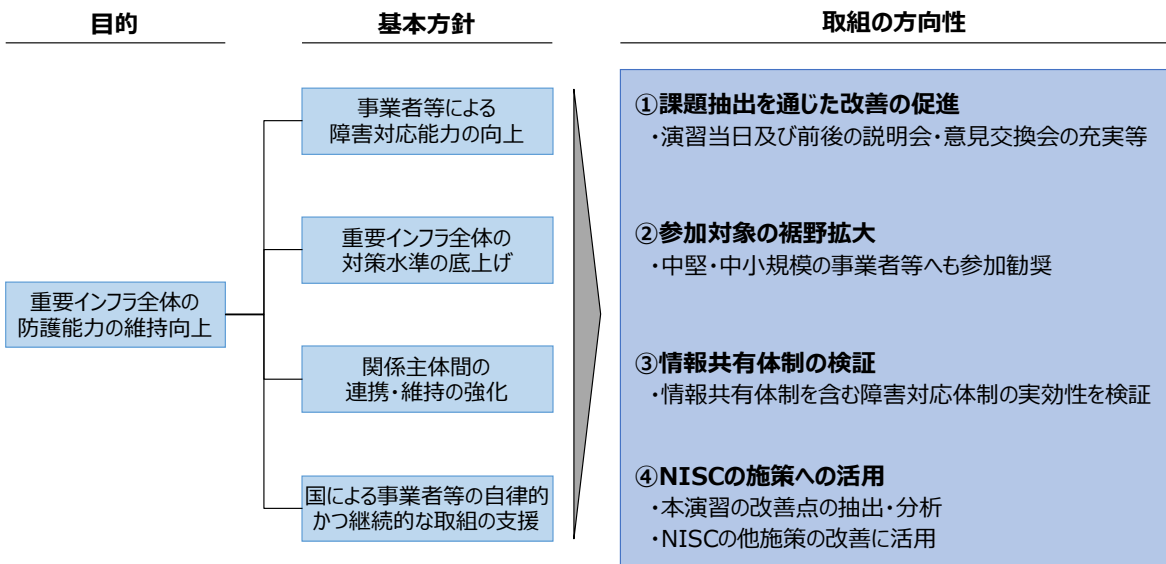 目的
基本方針
取組の方向性
重要インフラ全体の
防護能力の維持向上
事業者等による
障害対応能力の向上
重要インフラ全体の
対策水準の底上げ
関係主体間の
連携・維持の強化
国による事業者等の自律的
かつ継続的な取組の支援
①課題抽出を通じた改善の促進
・演習当日及び前後の説明会・意見交換会の充実等
②参加対象の裾野拡大
・中堅・中小規模の事業者等へも参加勧奨
③情報共有体制の検証
・情報共有体制を含む障害対応体制の実効性を検証
④NISCの施策への活用
・本演習の改善点の抽出・分析
・NISCの他施策の改善に活用